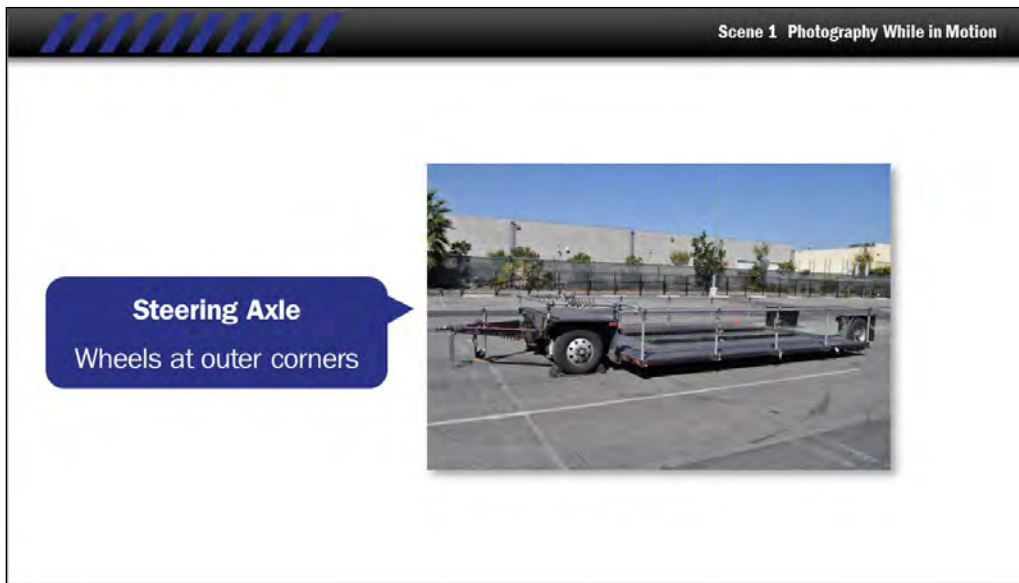 Scene 1 Photography While in Motion
Steering Axle
Wheels at outer corners